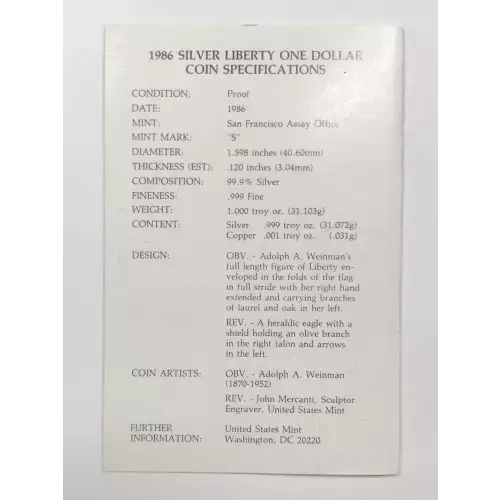 1986 SILVER LIBERTY ONE DOLLAR
COIN SPECIFICATIONS
CONDITION: Proof
DATE: 1986
MINT: San Francisco Assay Office
MINT MARK: "S"
DIAMETER: 1.598 inches (40.60mm)
THICKNESS (EST): .120 inches (3.04mm)
COMPOSITION: 99.9% Silver
FINENESS: .999 Fine
WEIGHT: 1.000 troy oz. (31.103g)
CONTENT: Silver .999 troy oz. (31.072g)
Copper .001 troy oz. (.031g)
DESIGN: OBV. - Adolph A. Weinman's
full length figure of Liberty en-
veloped in the folds of the flag
in full stride with her right hand
extended and carrying branches
of laurel and oak in her left.
REV. - A heraldic eagle with a
shield holding an olive branch
in the right talon and arrows
in the left.
COIN ARTISTS: OBV. - Adolph A. Weinman
(1870-1952)
REV. - John Mercanti, Sculptor
Engraver, United States Mint
FURTHER United States Mint
INFORMATION: Washington, DC 20220